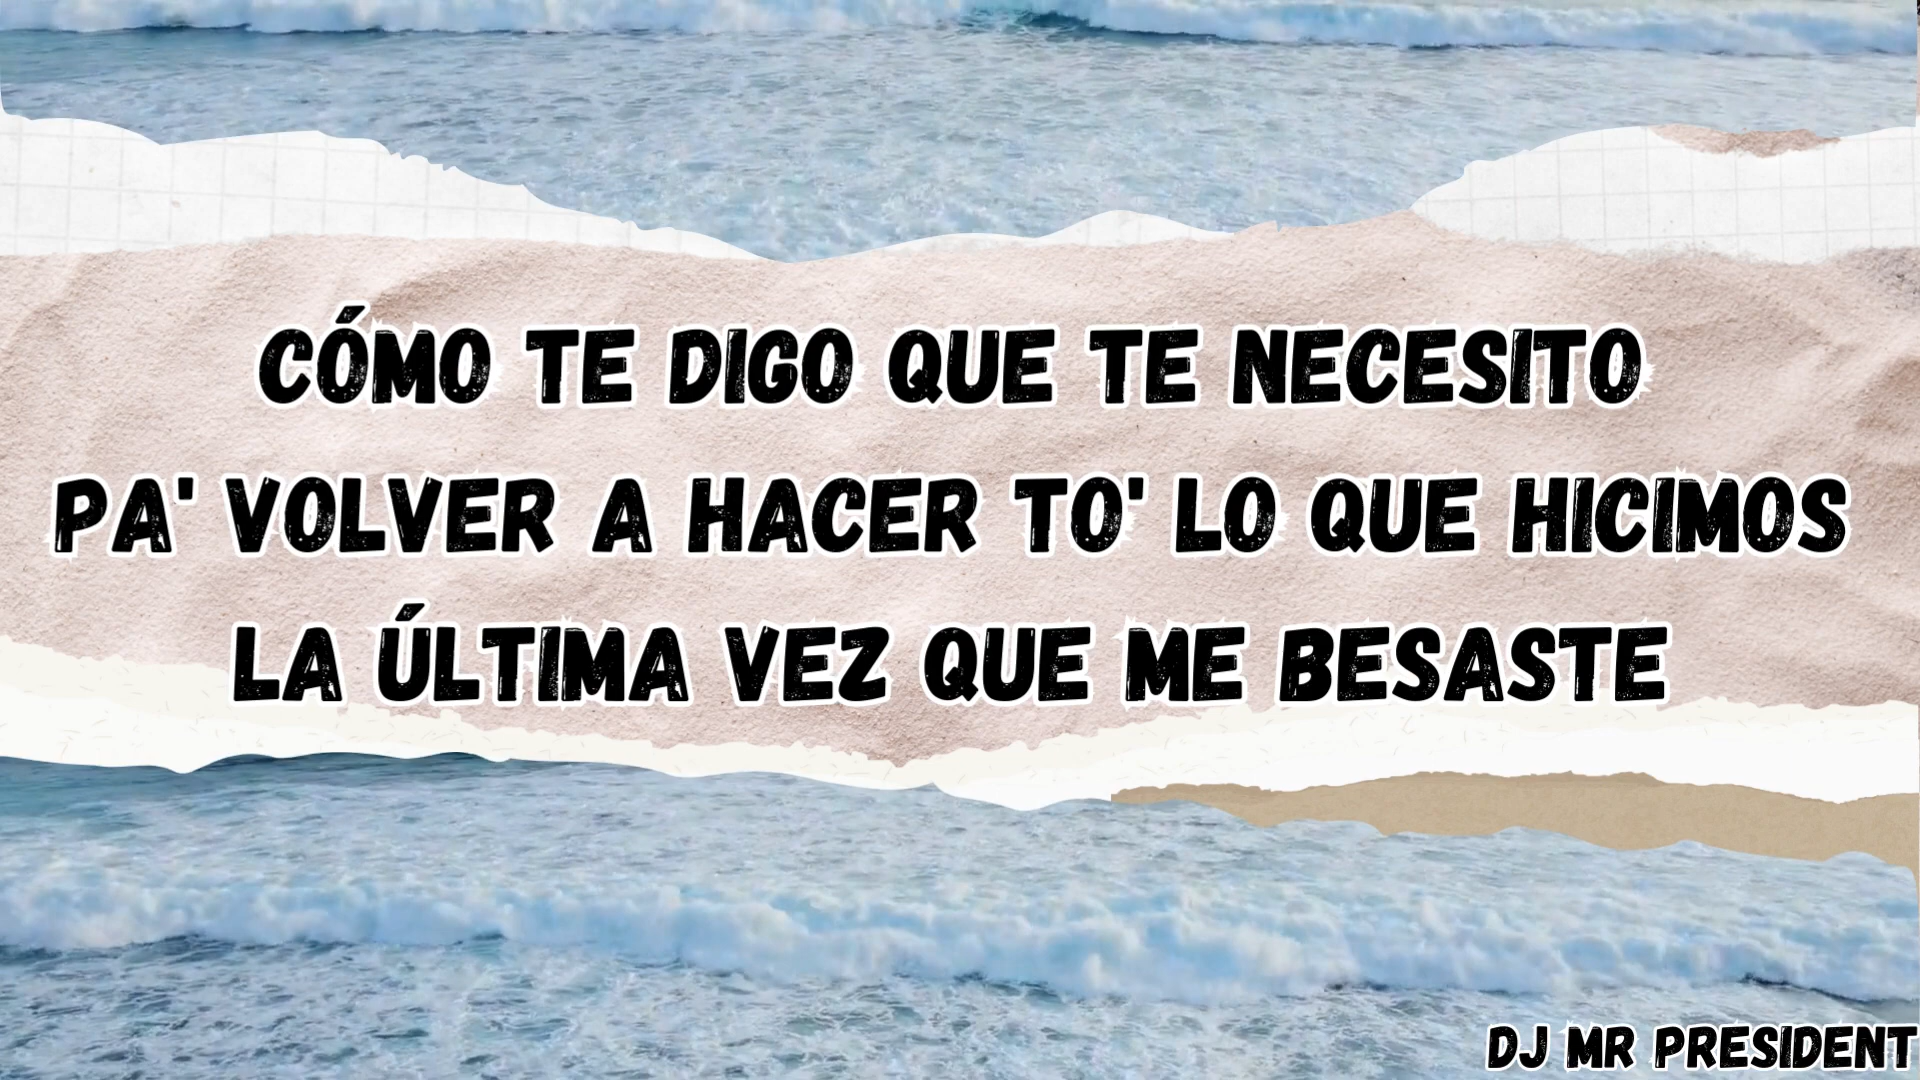 CÓMO TE DIGO QUE TE NECESITO
PA' VOLVER A HACER TO' LO QUE HICIMOS
LA ÚLTIMA VEZ QUE ME BESASTE
DJ MR PRESIDENT